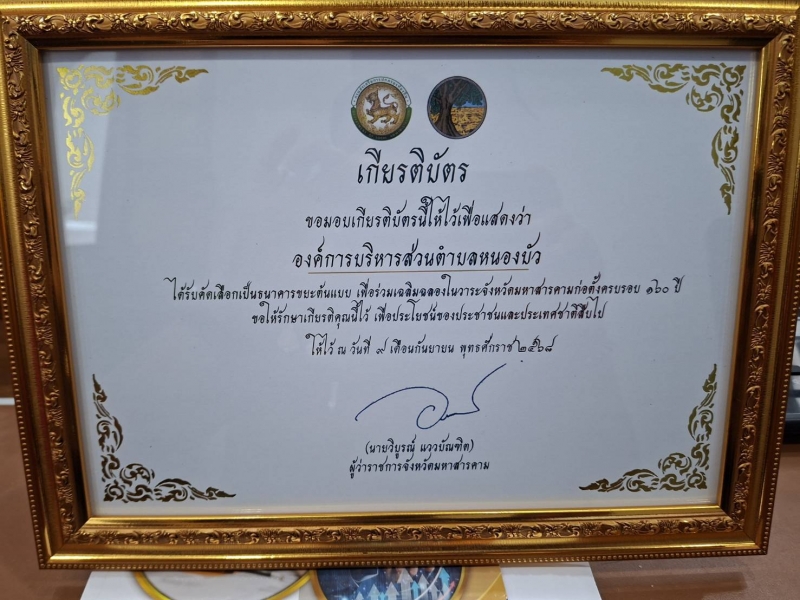 เกียรติบัตร
ขอมอบเกียรติบัตรนี้ให้ไว้เพื่อแสดงว่า
องค์การบริหารส่วนตำบลหนองบัว
ได้รับคัดเลือกเป็นธนาคารขยะต้นแบบ เพื่อร่วมเฉลิมฉลองในวาระจังหวัดมหาสารคามก่อตั้งครบรอบ ๑๖๐ ปี
ขอให้รักษาเกียรติคุณนี้ไว้ เพื่อประโยชน์ของประชาชนและประเทศชาติสืบไป
ให้ไว้ ณ วันที่ ๙ เดือนกันยายน พุทธศักราช ๒๕๖๘
(นายวิบูรณ์ แววบัณฑิต)
ผู้ว่าราชการจังหวัดมหาสารคาม